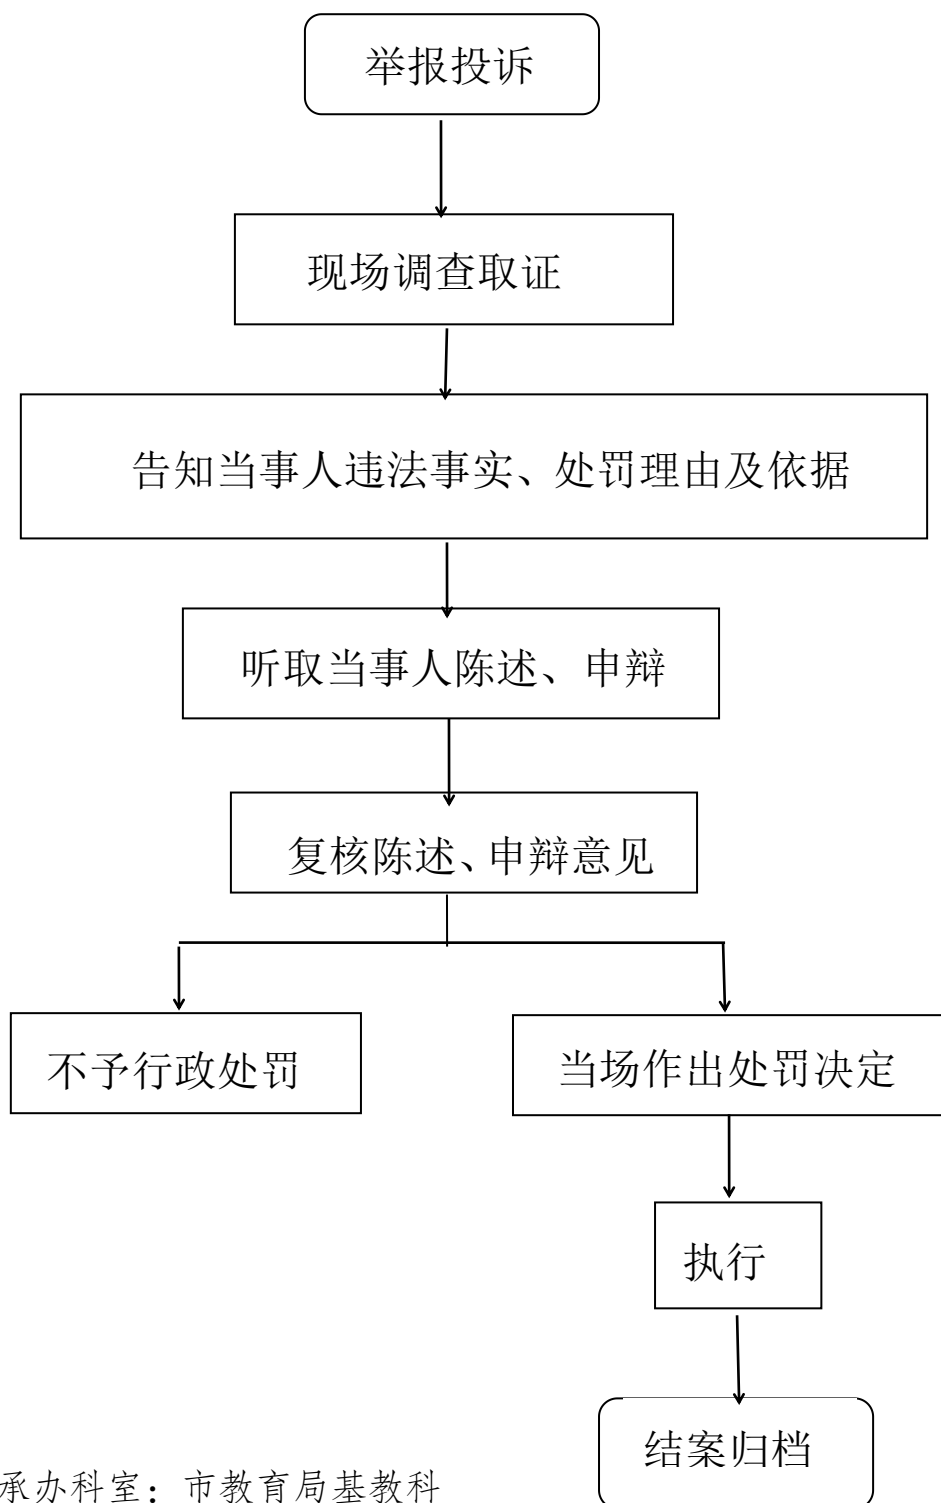 举报投诉
现场调查取证
告知当事人违法事实、处罚理由及依据
听取当事人陈述、申辩
复核陈述、申辩意见
不予行政处罚
当场作出处罚决定
执行
结案归档
承办科室：市教育局基教科